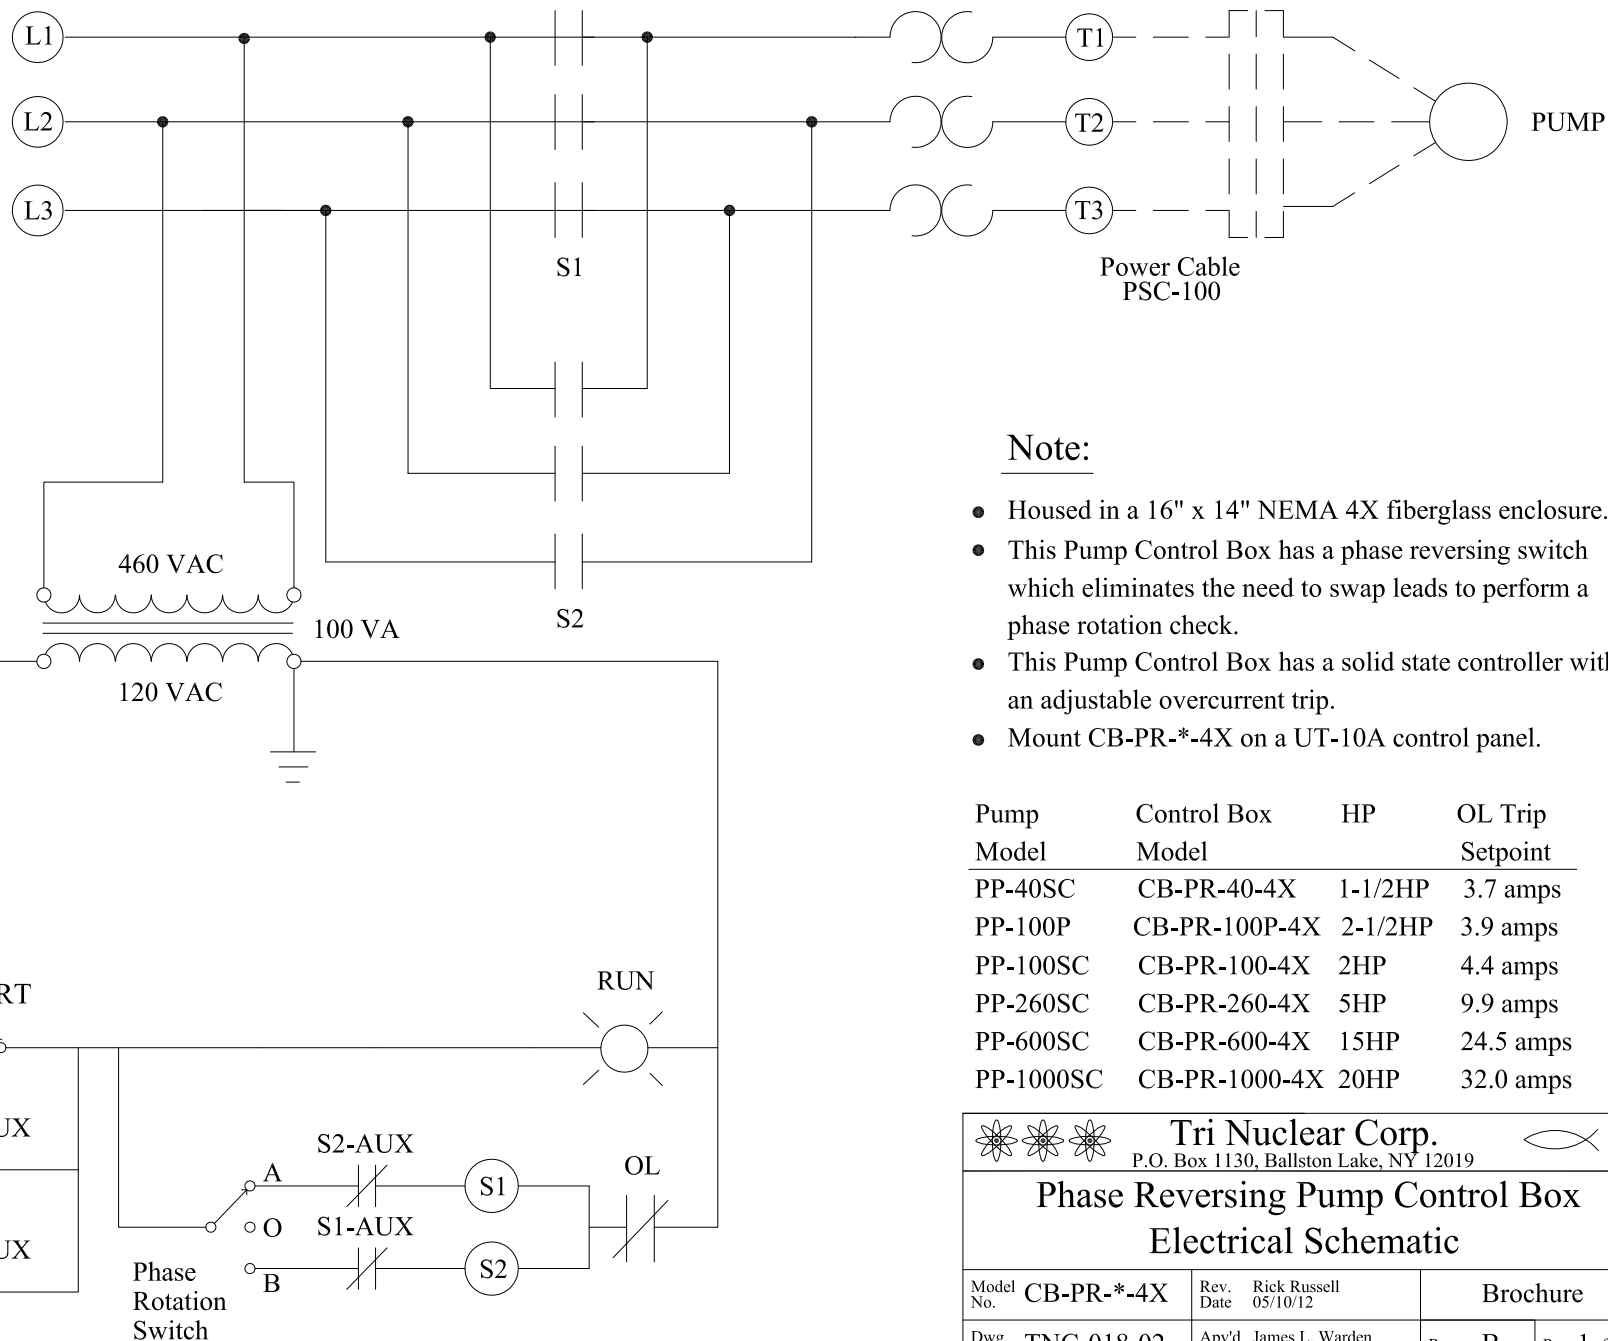 L1
T1
L2
T2
PUMP
L3
T3
S1
Power Cable
PSC-100
Note:
Housed in a 16" x 14" NEMA 4X fiberglass enclosure.
This Pump Control Box has a phase reversing switch
which eliminates the need to swap leads to perform a
phase rotation check.
This Pump Control Box has a solid state controller with
an adjustable overcurrent trip.
Mount CB-PR-*-4X on a UT-10A control panel.
460 VAC
100 VA
120 VAC
S2
Pump Control Box HP OL Trip
Model Model Setpoint
PP-40SC CB-PR-40-4X 1-1/2HP 3.7 amps
PP-100P CB-PR-100P-4X 2-1/2HP 3.9 amps
PP-100SC CB-PR-100-4X 2HP 4.4 amps
PP-260SC CB-PR-260-4X 5HP 9.9 amps
PP-600SC CB-PR-600-4X 15HP 24.5 amps
PP-1000SC CB-PR-1000-4X 20HP 32.0 amps
RT
RUN
UX
UX
S2-AUX
A
S1
OL
O
S1-AUX
B
S2
Phase
Rotation
Switch
Tri Nuclear Corp.
P.O. Box 1130, Ballston Lake, NY 12019
Phase Reversing Pump Control Box
Electrical Schematic
Model No. CB-PR-*-4X
Rev. Date Rick Russell 05/10/12
Brochure
Dwg TNC-018-02
Apv'd James L. Warden
B
1